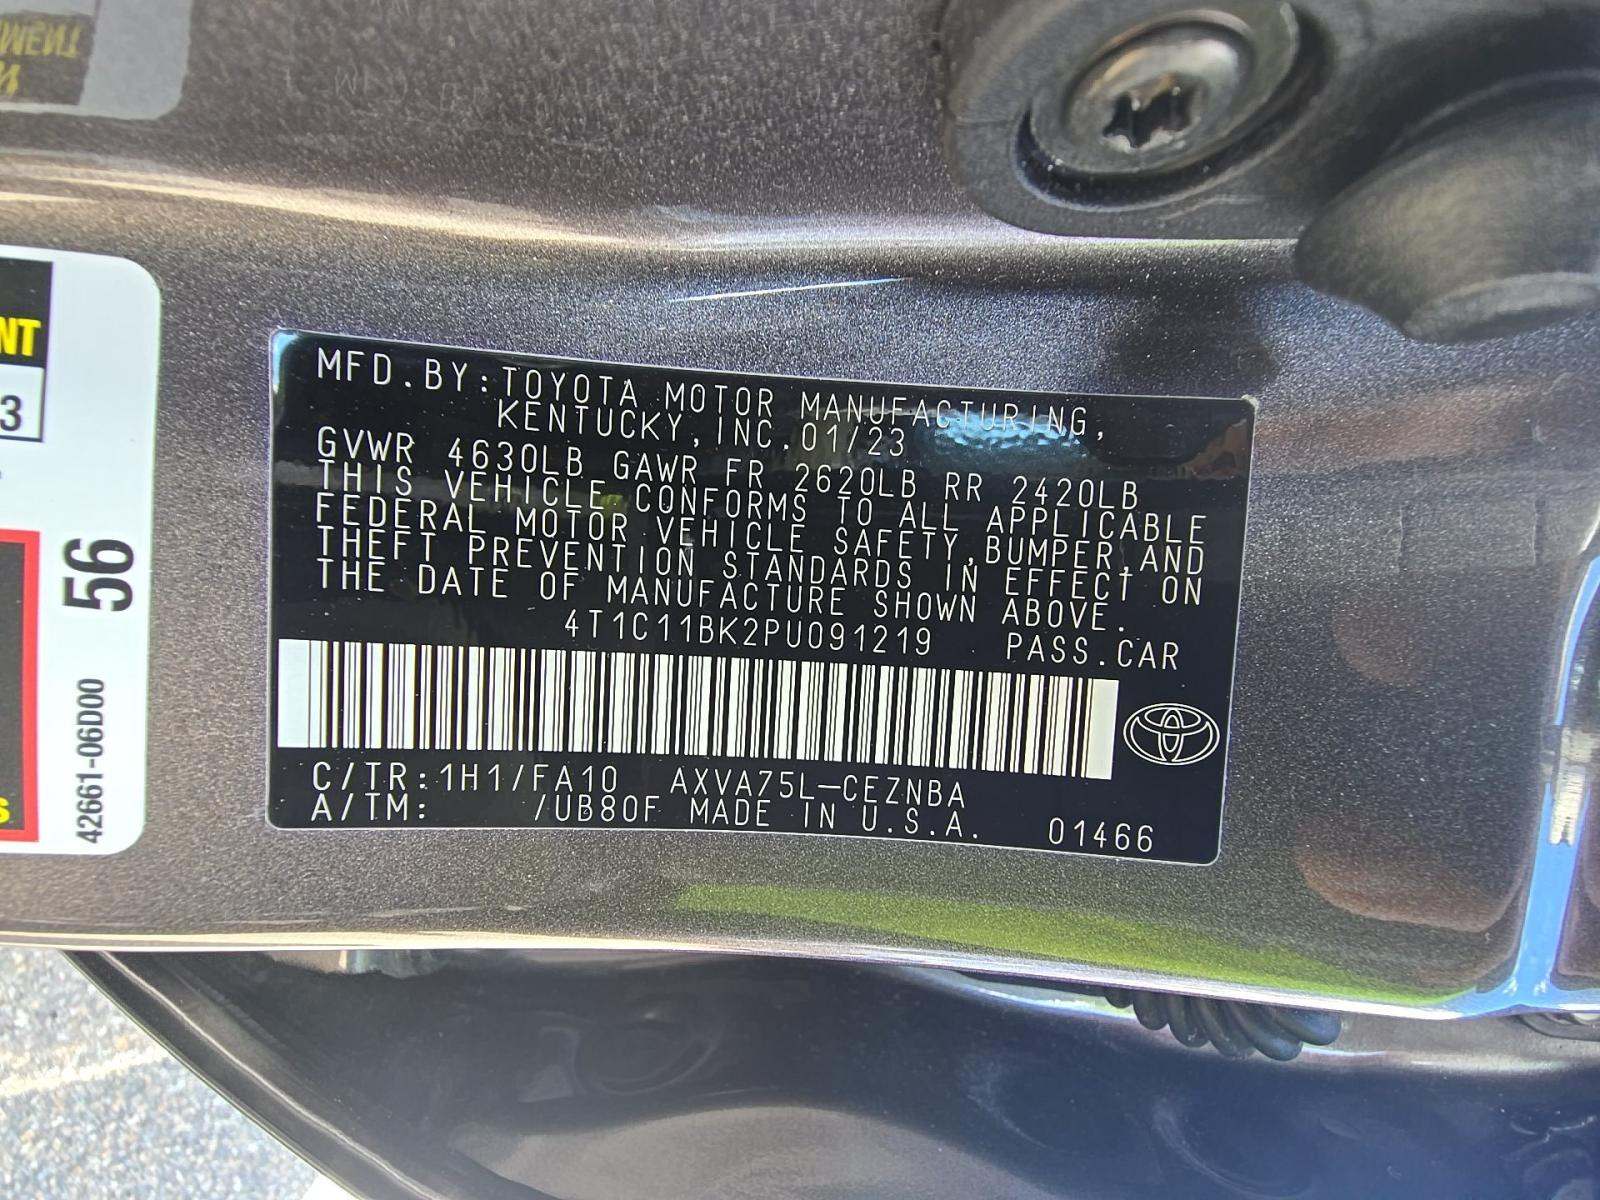 MFD.BY:TOYOTA MOTOR MANUFACTURING,
KENTUCKY,INC.01/23
GVWR 4630LB GAWR FR 2620LB RR 2420LB
THIS VEHICLE CONFORMS TO ALL APPLICABLE
FEDERAL MOTOR VEHICLE SAFETY,BUMPER,AND
THEFT PREVENTION STANDARDS IN EFFECT ON
THE DATE OF MANUFACTURE SHOWN ABOVE.
4T1C11BK2PU091219 PASS.CAR
C/TR:1H1/FA10 AXVA75L-CEZNBA
A/TM: /UB80F MADE IN U.S.A. 01466
NT
3
56
42661-06D00
S